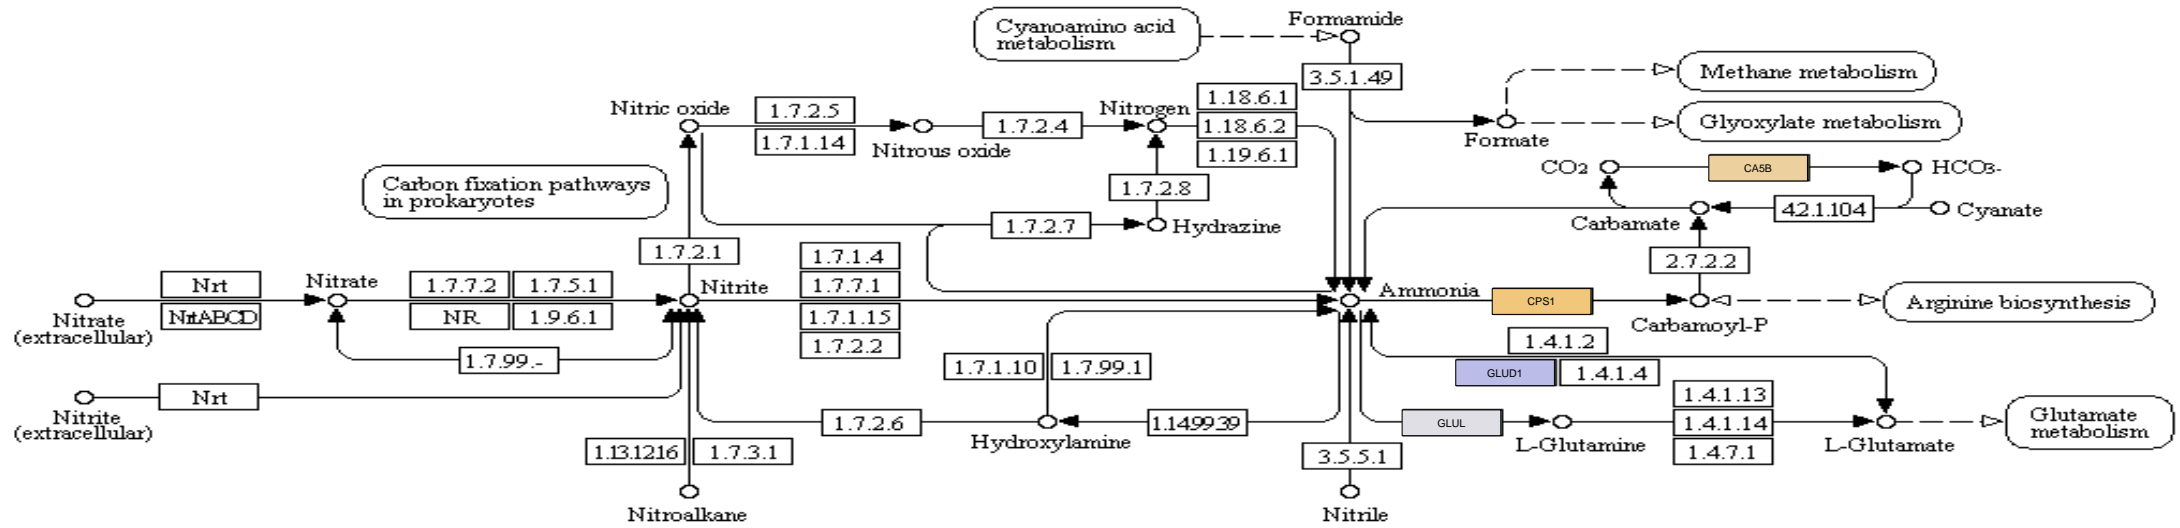 Cyanoamino acid
metabolism
Formamide
3.5.1.49
Methane metabolism
Glyoxylate metabolism
Formate
Nitric oxide
1.7.2.5
1.7.1.14
Nitrous oxide
1.7.2.4
Nitrogen
1.18.6.1
1.18.6.2
1.19.6.1
CO2
CA5B
HCO3-
Carbon fixation pathways
in prokaryotes
1.7.2.8
1.7.2.7
Hydrazine
Carbamate
4.2.1.104
Cyanate
1.7.2.1
2.7.2.2
Nrt
NrtABCD
Nitrate
(extracellular)
Nitrate
1.7.7.2
1.7.5.1
NR
1.9.6.1
1.7.99.-
Nitrite
1.7.1.4
1.7.7.1
1.7.1.15
1.7.2.2
Ammonia
CPS1
Carbamoyl-P
Arginine biosynthesis
1.4.1.2
GLUD1
1.4.1.4
Nrt
Nitrite
(extracellular)
1.7.1.10
1.7.99.1
1.7.2.6
Hydroxylamine
1.14.99.39
GLUL
L-Glutamine
1.4.1.13
1.4.1.14
1.4.7.1
L-Glutamate
Glutamate
metabolism
1.13.12.16
1.7.3.1
3.5.5.1
Nitroalkane
Nitrile